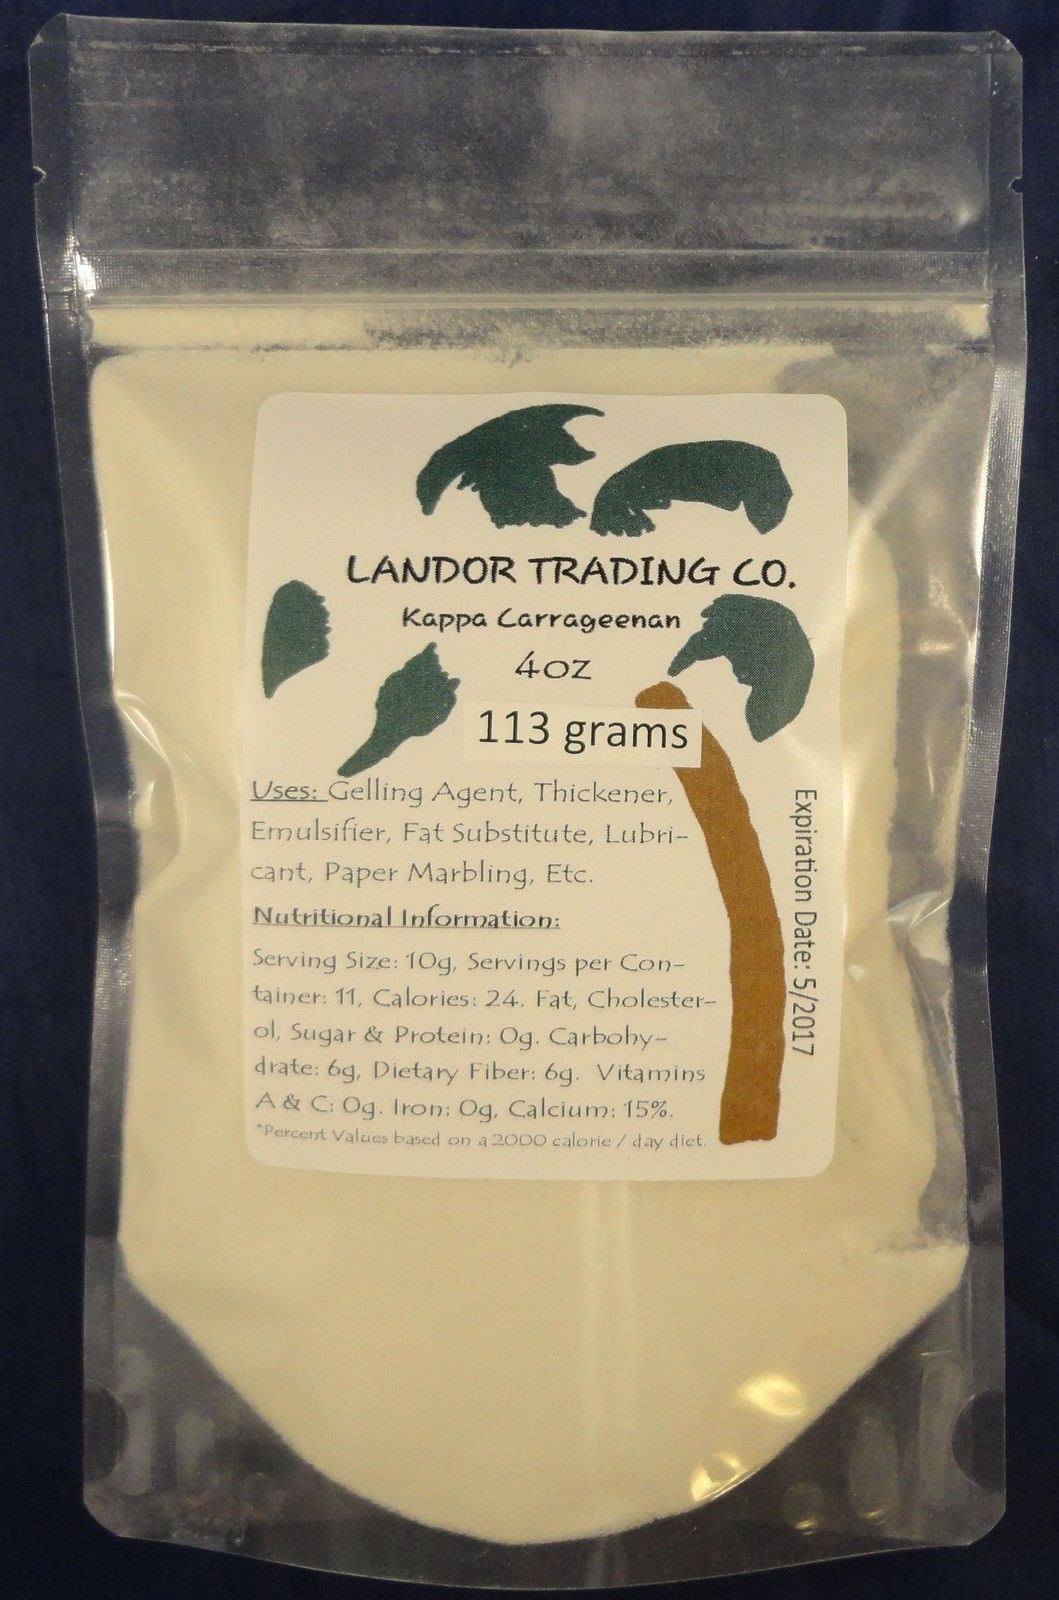 LANDOR TRADING CO.
Kappa Carrageenan
4oz
113 grams
Uses: Gelling Agent, Thickener,
Emulsifier, Fat Substitute, Lubri-
cant, Paper Marbling, Etc.
Nutritional Information:
Serving Size: 10g, Servings per Con-
tainer: 11, Calories: 24. Fat, Cholester-
ol, Sugar & Protein: 0g. Carbohy-
drate: 6g, Dietary Fiber: 6g. Vitamins
A & C: 0g. Iron: 0g, Calcium: 15%.
*Percent Values based on a 2000 calorie / day diet.
Expiration Date: 5/2017